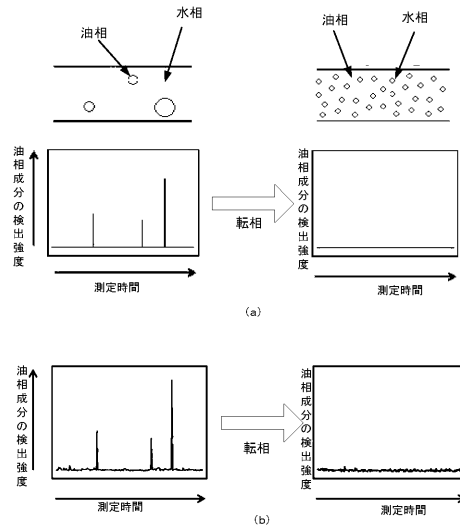 油相
水相
油相
水相
油相成分の検出強度
転相
油相成分の検出強度
測定時間
測定時間
(a)
油相成分の検出強度
転相
油相成分の検出強度
測定時間
測定時間
(b)